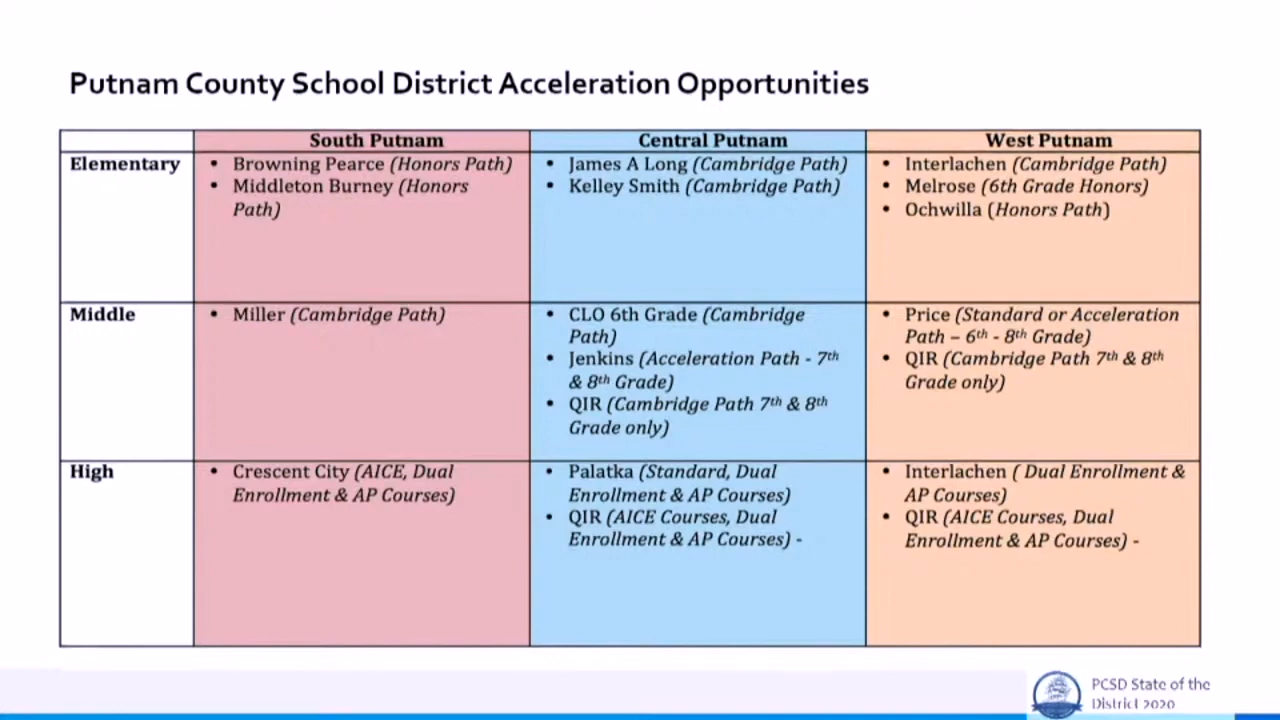 Putnam County School District Acceleration Opportunities
South Putnam
Central Putnam
West Putnam
Elementary
• Browning Pearce (Honors Path)
• Middleton Burney (Honors
Path)
• James A Long (Cambridge Path)
• Kelley Smith (Cambridge Path)
• Interlachen (Cambridge Path)
• Melrose (6th Grade Honors)
• Ochwilla (Honors Path)
Middle
• Miller (Cambridge Path)
• CLO 6th Grade (Cambridge
Path)
• Jenkins (Acceleration Path - 7th
& 8th Grade)
• QIR (Cambridge Path 7th & 8th
Grade only)
• Price (Standard or Acceleration
Path – 6th - 8th Grade)
• QIR (Cambridge Path 7th & 8th
Grade only)
High
• Crescent City (AICE, Dual
Enrollment & AP Courses)
• Palatka (Standard, Dual
Enrollment & AP Courses)
• QIR (AICE Courses, Dual
Enrollment & AP Courses) -
• Interlachen ( Dual Enrollment &
AP Courses)
• QIR (AICE Courses, Dual
Enrollment & AP Courses) -
PCSD State of the
District 2020